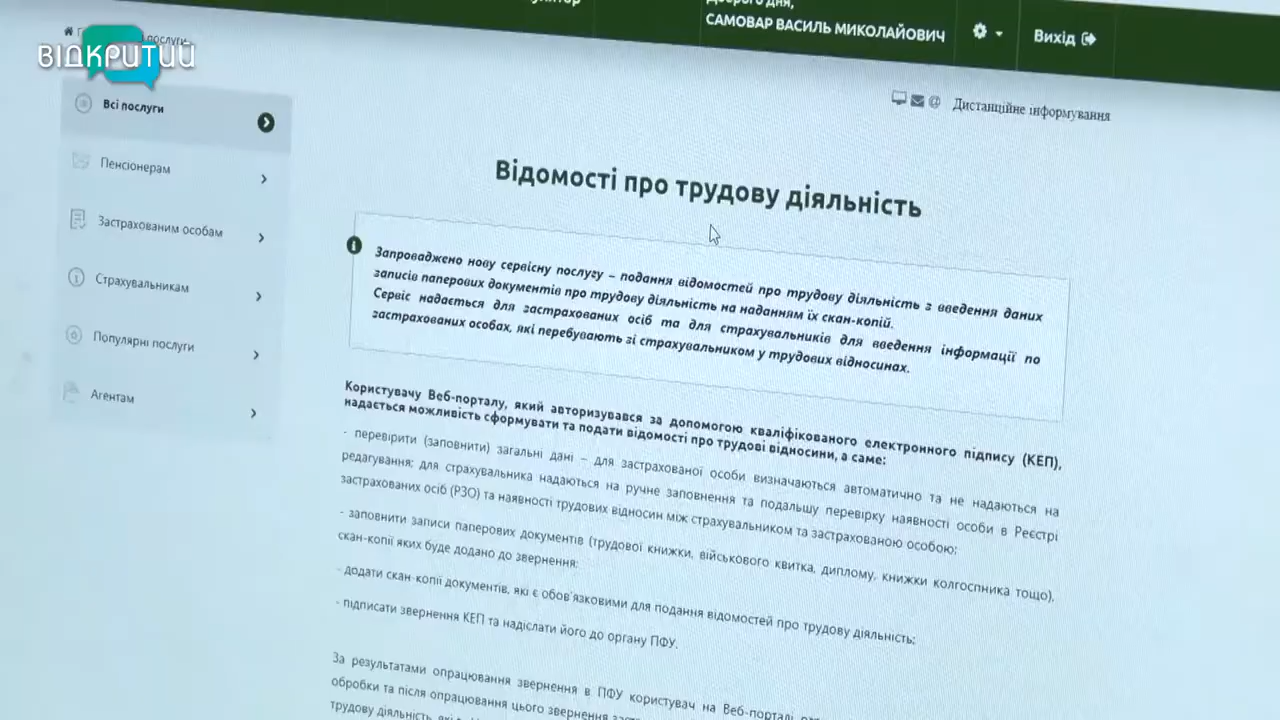 Доброго дня,
САМОВАР ВАСИЛЬ МИКОЛАЙОВИЧ
Вихід
послуги
ВІДКРИТИЙ
Дистанційне інформування
Всі послуги
Пенсіонерам
Застрахованим особам
Страхувальникам
Популярні послуги
Агентам
Відомості про трудову діяльність
Запроваджено нову сервісну послугу – подання відомостей про трудову діяльність з введення даних
записів паперових документів про трудову діяльність на наданням їх скан-копій.
Сервіс надається для застрахованих осіб та для страхувальників для введення інформації по
застрахованих особах, які перебувають зі страхувальником у трудових відносинах.
Користувачу Веб-порталу, який авторизувався за допомогою кваліфікованого електронного підпису (КЕП),
надається можливість сформувати та подати відомості про трудові відносини, а саме:
- перевірити (заповнити) загальні дані – для застрахованої особи визначаються автоматично та не надаються на
редагування; для страхувальника надаються на ручне заповнення та подальшу перевірку наявності особи в Реєстрі
застрахованих осіб (РЗО) та наявності трудових відносин між страхувальником та застрахованою особою;
- заповнити записи паперових документів (трудової книжки, військового квитка, диплому, книжки колгоспника тощо),
скан-копії яких буде додано до звернення;
- додати скан-копії документів, які є обов'язковими для подання відомостей про трудову діяльність;
- підписати звернення КЕП та надіслати його до органу ПФУ.
За результатами опрацювання звернення в ПФУ користувач на Веб-порталі
обробки та після опрацювання цього звернення
трудову діяльність, які